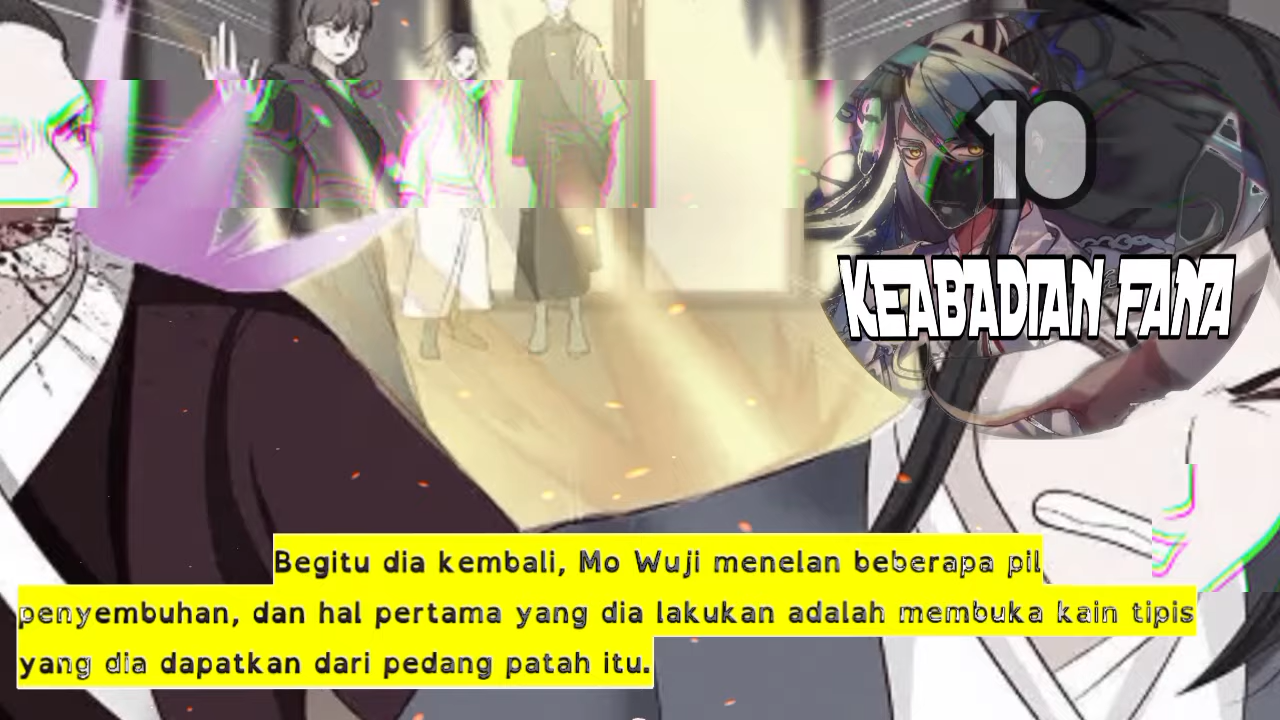 10
KEABADIAN FANA
Begitu dia kembali, Mo Wuji menelan beberapa pil
penyembuhan, dan hal pertama yang dia lakukan adalah membuka kain tipis
yang dia dapatkan dari pedang patah itu.